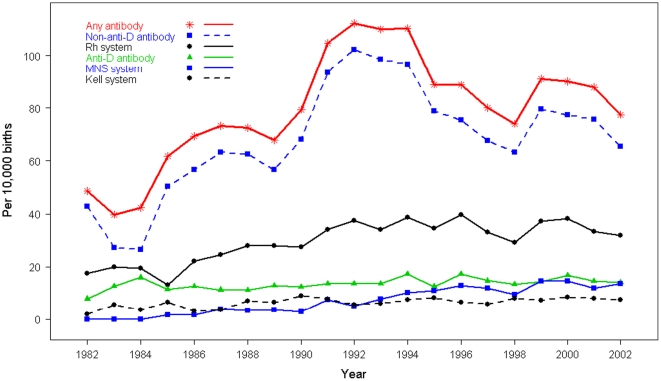 Any antibody
Non-anti-D antibody
Rh system
Anti-D antibody
MNS system
Kell system
Per 10,000 births
100
80
60
40
20
0
1982
1984
1986
1988
1990
1992
1994
1996
1998
2000
2002
Year